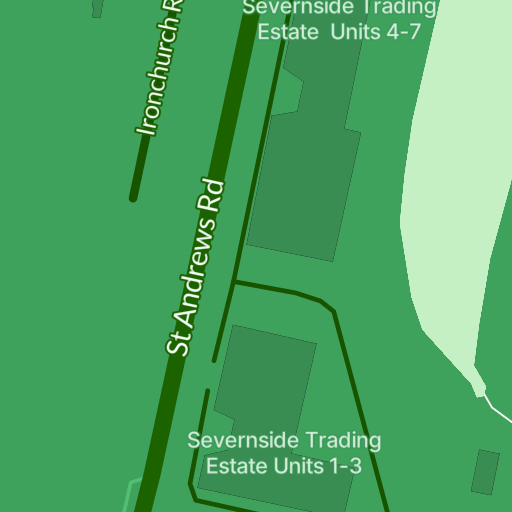 Severnside Trading
Estate Units 4-7
Ironchurch R
St Andrews Rd
Severnside Trading
Estate Units 1-3